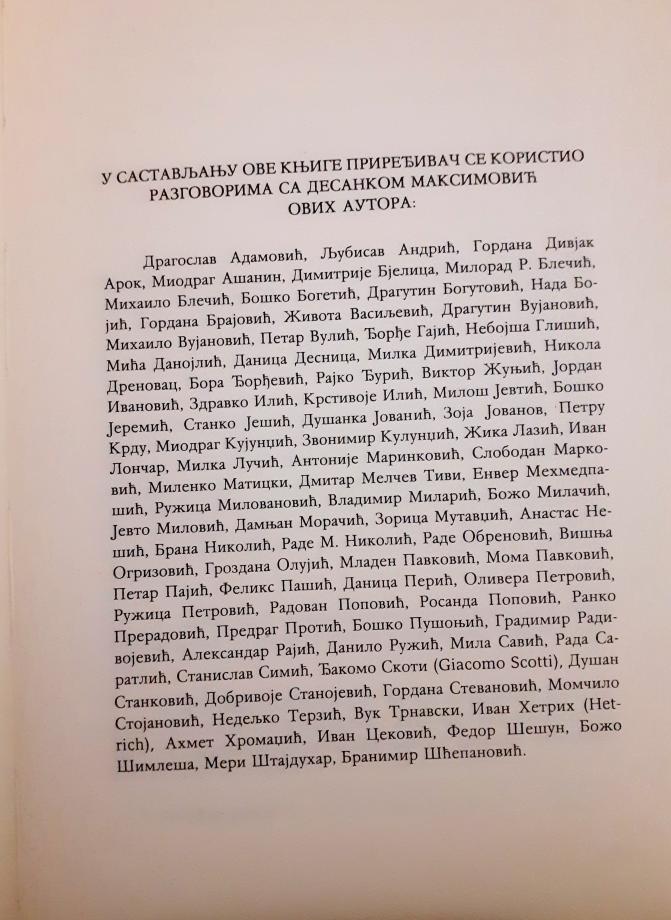 У САСТАВЉАЊУ ОВЕ КЊИГЕ ПРИРЕЂИВАЧ СЕ КОРИСТИО
РАЗГОВОРИМА СА ДЕСАНКОМ МАКСИМОВИЋ
ОВИХ АУТОРА:
Драгослав Адамовић, Љубисав Андрић, Гордана Дивјак
Арок, Миодраг Ашанин, Димитрије Бјелица, Милорад Р. Блечић,
Михаило Блечић, Бошко Богетић, Драгутин Богутовић, Нада Бо-
јић, Гордана Брајовић, Живота Васиљевић, Драгутин Вујановић,
Михаило Вујановић, Петар Вулић, Ђорђе Гајић, Небојша Глишић,
Мића Данојлић, Даница Десница, Милка Димитријевић, Никола
Дреновац, Бора Ђорђевић, Рајко Ђурић, Виктор Жуњић, Јордан
Ивановић, Здравко Илић, Крстивоје Илић, Милош Јевтић, Бошко
Јеремић, Станко Јешић, Душанка Јованић, Зоја Јованов, Петру
Крду, Миодраг Кујунџић, Звонимир Кулунџић, Жика Лазић, Иван
Лончар, Милка Лучић, Антоније Маринковић, Слободан Марко-
вић, Миленко Матицки, Дмитар Мелчев Тиви, Енвер Мехмедпа-
шић, Ружица Миловановић, Владимир Миларић, Божо Милачић,
Јевто Миловић, Дамњан Морачић, Зорица Мутавџић, Анастас Не-
шић, Брана Николић, Раде М. Николић, Раде Обреновић, Вишња
Огризовић, Гроздана Олујић, Младен Павковић, Мома Павковић,
Петар Пајић, Феликс Пашић, Даница Перић, Оливера Петровић,
Ружица Петровић, Радован Поповић, Росанда Поповић, Ранко
Прерадовић, Предраг Протић, Бошко Пушоњић, Градимир Ради-
војевић, Александар Рајић, Данило Ружић, Мила Савић, Рада Са-
ратлић, Станислав Симић, Ђакомо Скоти (Giacomo Scotti), Душан
Станковић, Добривоје Станојевић, Гордана Стевановић, Момчило
Стојановић, Недељко Терзић, Вук Трнавски, Иван Хетрих (Het-
rich), Ахмет Хромаџић, Иван Цековић, Федор Шешун, Божо
Шимлеша, Мери Штајдухар, Бранимир Шћепановић.